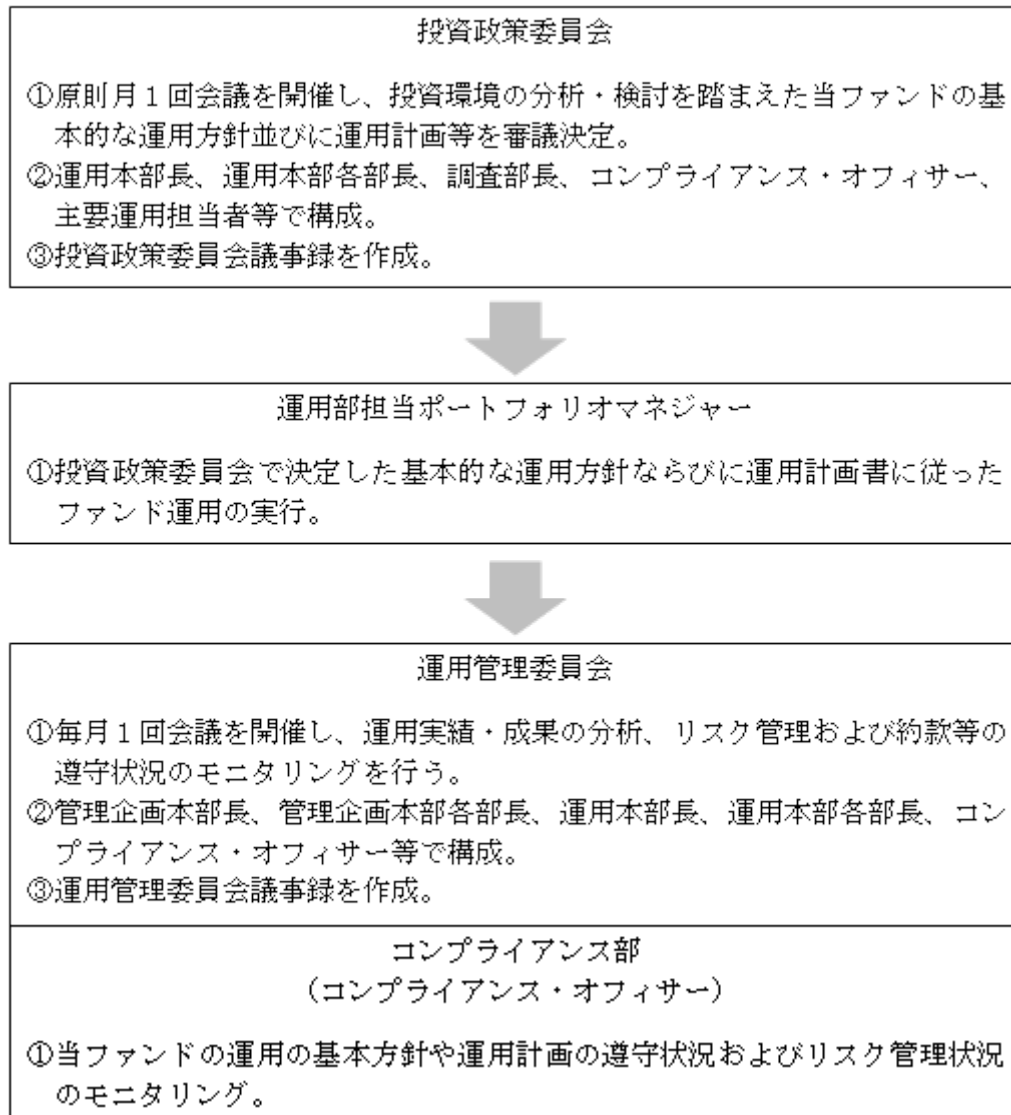 投資政策委員会
①原則月１回会議を開催し、投資環境の分析・検討を踏まえた当ファンドの基
本的な運用方針並びに運用計画等を審議決定。
②運用本部長、運用本部各部長、調査部長、コンプライアンス・オフィサー、
主要運用担当者等で構成。
③投資政策委員会議事録を作成。
運用部担当ポートフォリオマネジャー
①投資政策委員会で決定した基本的な運用方針ならびに運用計画書に従った
ファンド運用の実行。
運用管理委員会
①毎月１回会議を開催し、運用実績・成果の分析、リスク管理および約款等の
遵守状況のモニタリングを行う。
②管理企画本部長、管理企画本部各部長、運用本部長、運用本部各部長、コン
プライアンス・オフィサー等で構成。
③運用管理委員会議事録を作成。
コンプライアンス部
（コンプライアンス・オフィサー）
①当ファンドの運用の基本方針や運用計画の遵守状況およびリスク管理状況
のモニタリング。